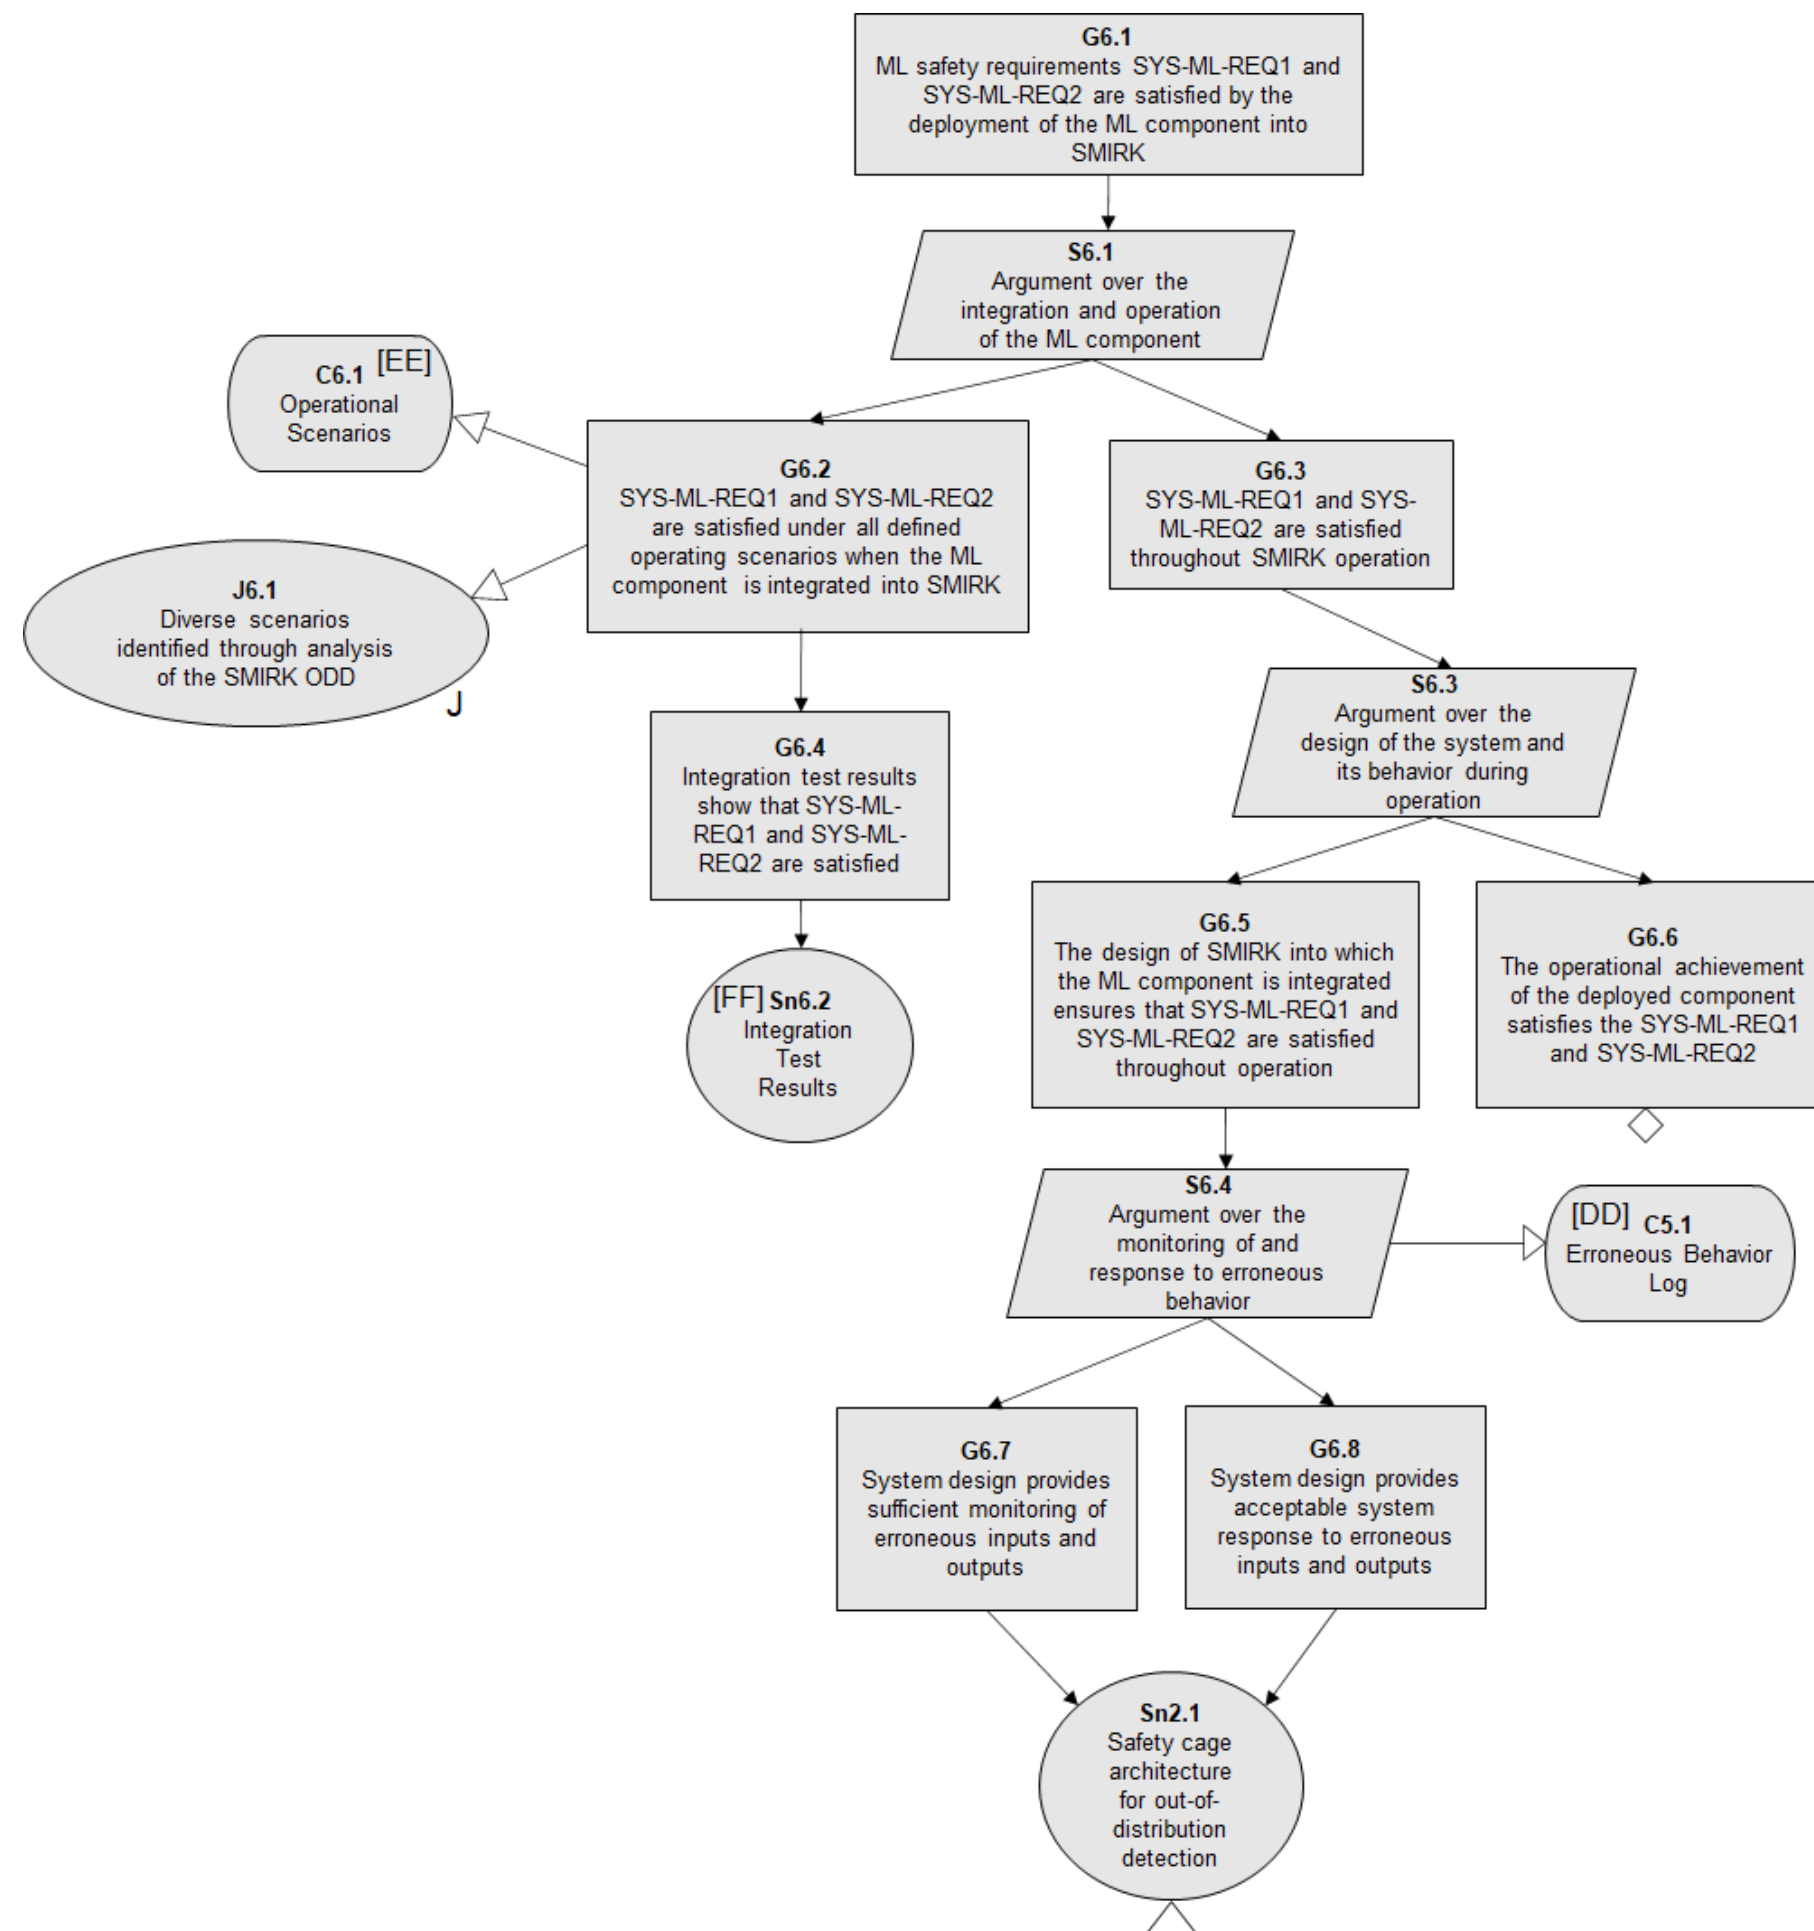 G6.1
ML safety requirements SYS-ML-REQ1 and
SYS-ML-REQ2 are satisfied by the
deployment of the ML component into
SMIRK
S6.1
Argument over the
integration and operation
of the ML component
[EE]
C6.1
Operational
Scenarios
G6.2
SYS-ML-REQ1 and SYS-ML-REQ2
are satisfied under all defined
operating scenarios when the ML
component is integrated into SMIRK
G6.3
SYS-ML-REQ1 and SYS-
ML-REQ2 are satisfied
throughout SMIRK operation
J6.1
Diverse scenarios
identified through analysis
of the SMIRK ODD
J
S6.3
Argument over the
design of the system and
its behavior during
operation
G6.4
Integration test results
show that SYS-ML-
REQ1 and SYS-ML-
REQ2 are satisfied
[FF] Sn6.2
Integration
Test
Results
G6.5
The design of SMIRK into which
the ML component is integrated
ensures that SYS-ML-REQ1 and
SYS-ML-REQ2 are satisfied
throughout operation
G6.6
The operational achievement
of the deployed component
satisfies the SYS-ML-REQ1
and SYS-ML-REQ2
S6.4
Argument over the
monitoring of and
response to erroneous
behavior
[DD] C5.1
Erroneous Behavior
Log
G6.7
System design provides
sufficient monitoring of
erroneous inputs and
outputs
G6.8
System design provides
acceptable system
response to erroneous
inputs and outputs
Sn2.1
Safety cage
architecture
for out-of-
distribution
detection